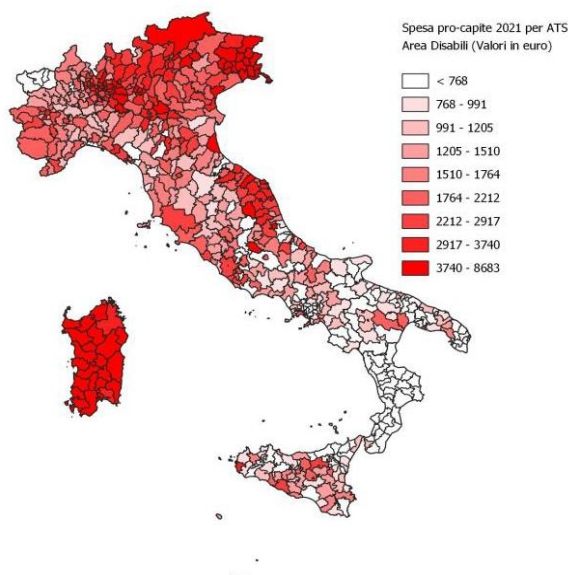 Spesa pro-capite 2021 per ATS
Area Disabili (Valori in euro)
< 768
768 - 991
991 - 1205
1205 - 1510
1510 - 1764
1764 - 2212
2212 - 2917
2917 - 3740
3740 - 8683